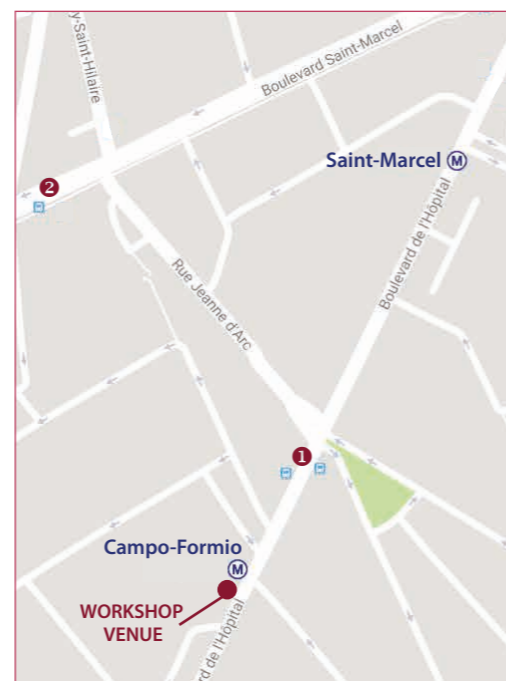 y-Saint-Hilaire
Boulevard Saint-Marcel
2
Saint-Marcel M
Boulevard de l'Hôpital
Rue Jeanne d'Arc
1
Campo-Formio
M
WORKSHOP
VENUE
rd de l'Hôpital